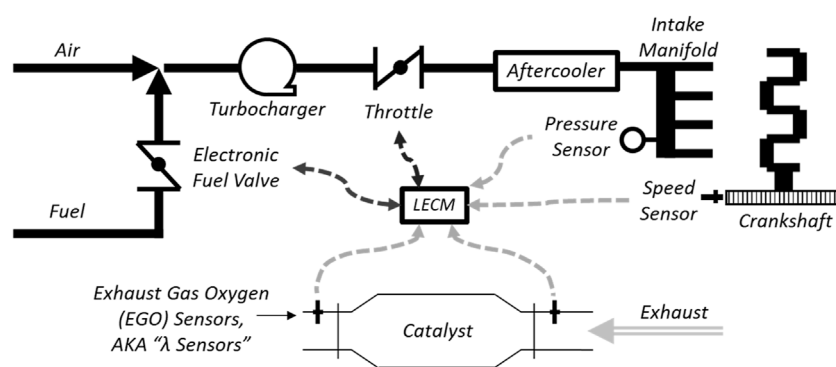 Air
Turbocharger
Throttle
Aftercooler
Intake
Manifold
Pressure
Sensor
Electronic
Fuel Valve
Fuel
LECM
Speed
Sensor
Crankshaft
Exhaust Gas Oxygen
(EGO) Sensors,
AKA “λ Sensors”
Catalyst
Exhaust